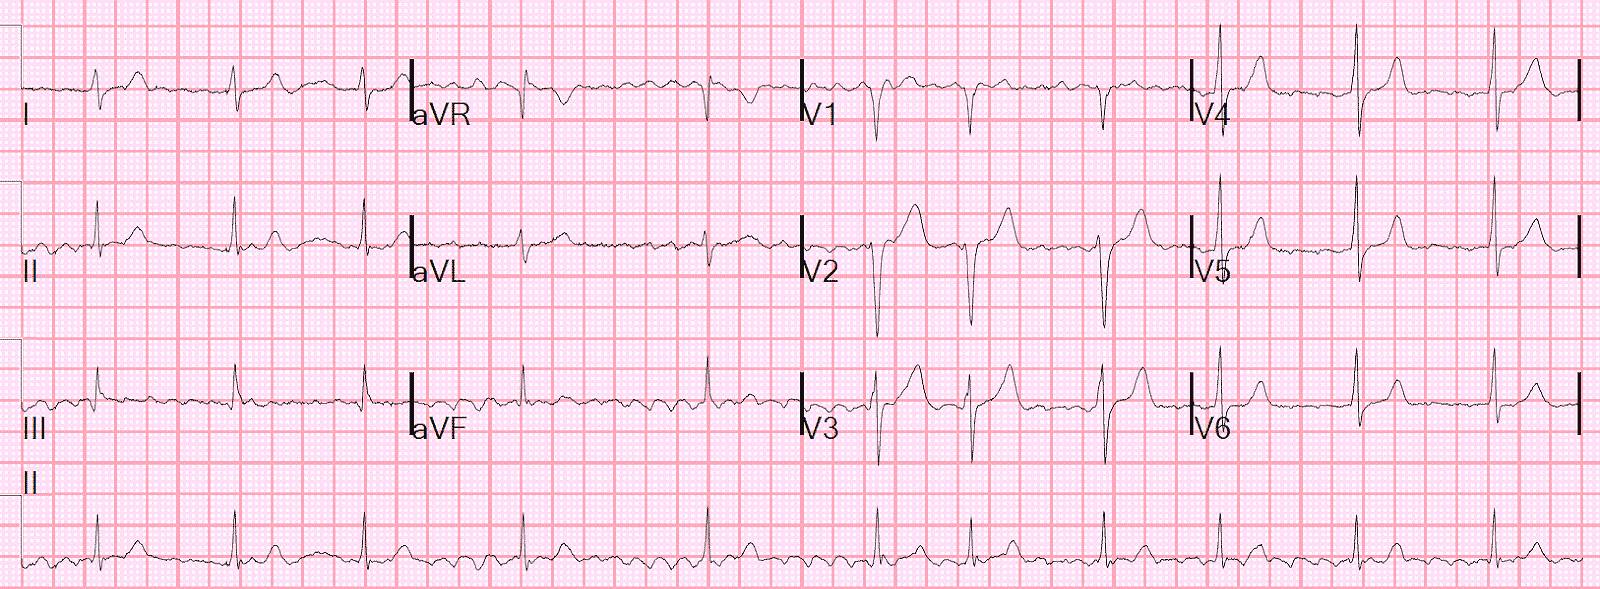 I aVR V1 V4
II aVL V2 V5
III aVF V3 V6
II